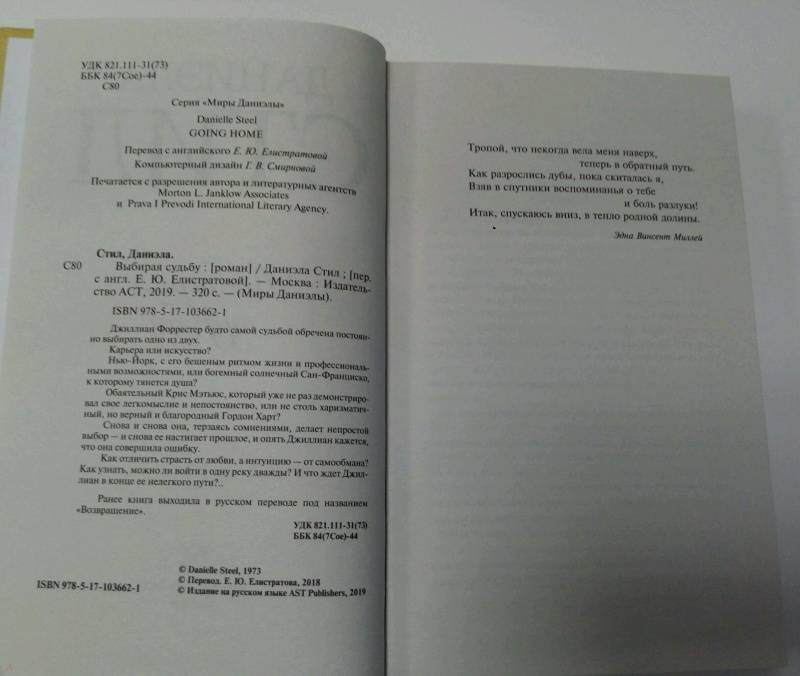 УДК 821.111-31(73)
ББК 84(7Сое)-44
С80
Серия «Миры Даниэлы»
Danielle Steel
GOING HOME
Перевод с английского Е. Ю. Елистратовой
Компьютерный дизайн Г. В. Смирновой
Печатается с разрешения автора и литературных агентств
Morton L. Janklow Associates
и Prava I Prevodi International Literary Agency.
Стил, Даниэла.
С80 Выбирая судьбу : [роман] / Даниэла Стил ; [пер.
с англ. Е. Ю. Елистратовой]. — Москва : Издатель-
ство АСТ, 2019. — 320 с. — (Миры Даниэлы).
ISBN 978-5-17-103662-1
Джиллиан Форрестер будто самой судьбой обречена постоян-
но выбирать одно из двух.
Карьера или искусство?
Нью-Йорк, с его бешеным ритмом жизни и профессиональ-
ными возможностями, или богемный солнечный Сан-Франциско,
к которому тянется душа?
Обаятельный Крис Мэтьюс, который уже не раз демонстриро-
вал свое легкомыслие и непостоянство, или не столь харизматич-
ный, но верный и благородный Гордон Харт?
Снова и снова она, терзаясь сомнениями, делает непростой
выбор — и снова ее настигает прошлое, и опять Джиллиан кажется,
что она совершила ошибку.
Как отличить страсть от любви, а интуицию — от самообмана?
Как узнать, можно ли войти в одну реку дважды? И что ждет Джил-
лиан в конце ее нелегкого пути?..
Ранее книга выходила в русском переводе под названием
«Возвращение».
УДК 821.111-31(73)
ББК 84(7Сое)-44
© Danielle Steel, 1973
© Перевод. Е. Ю. Елистратова, 2018
ISBN 978-5-17-103662-1 © Издание на русском языке AST Publishers, 2019
Тропой, что некогда вела меня наверх,
теперь в обратный путь.
Как разрослись дубы, пока скиталась я,
Взяв в спутники воспоминанья о тебе
и боль разлуки!
Итак, спускаюсь вниз, в тепло родной долины.
Эдна Винсент Миллей